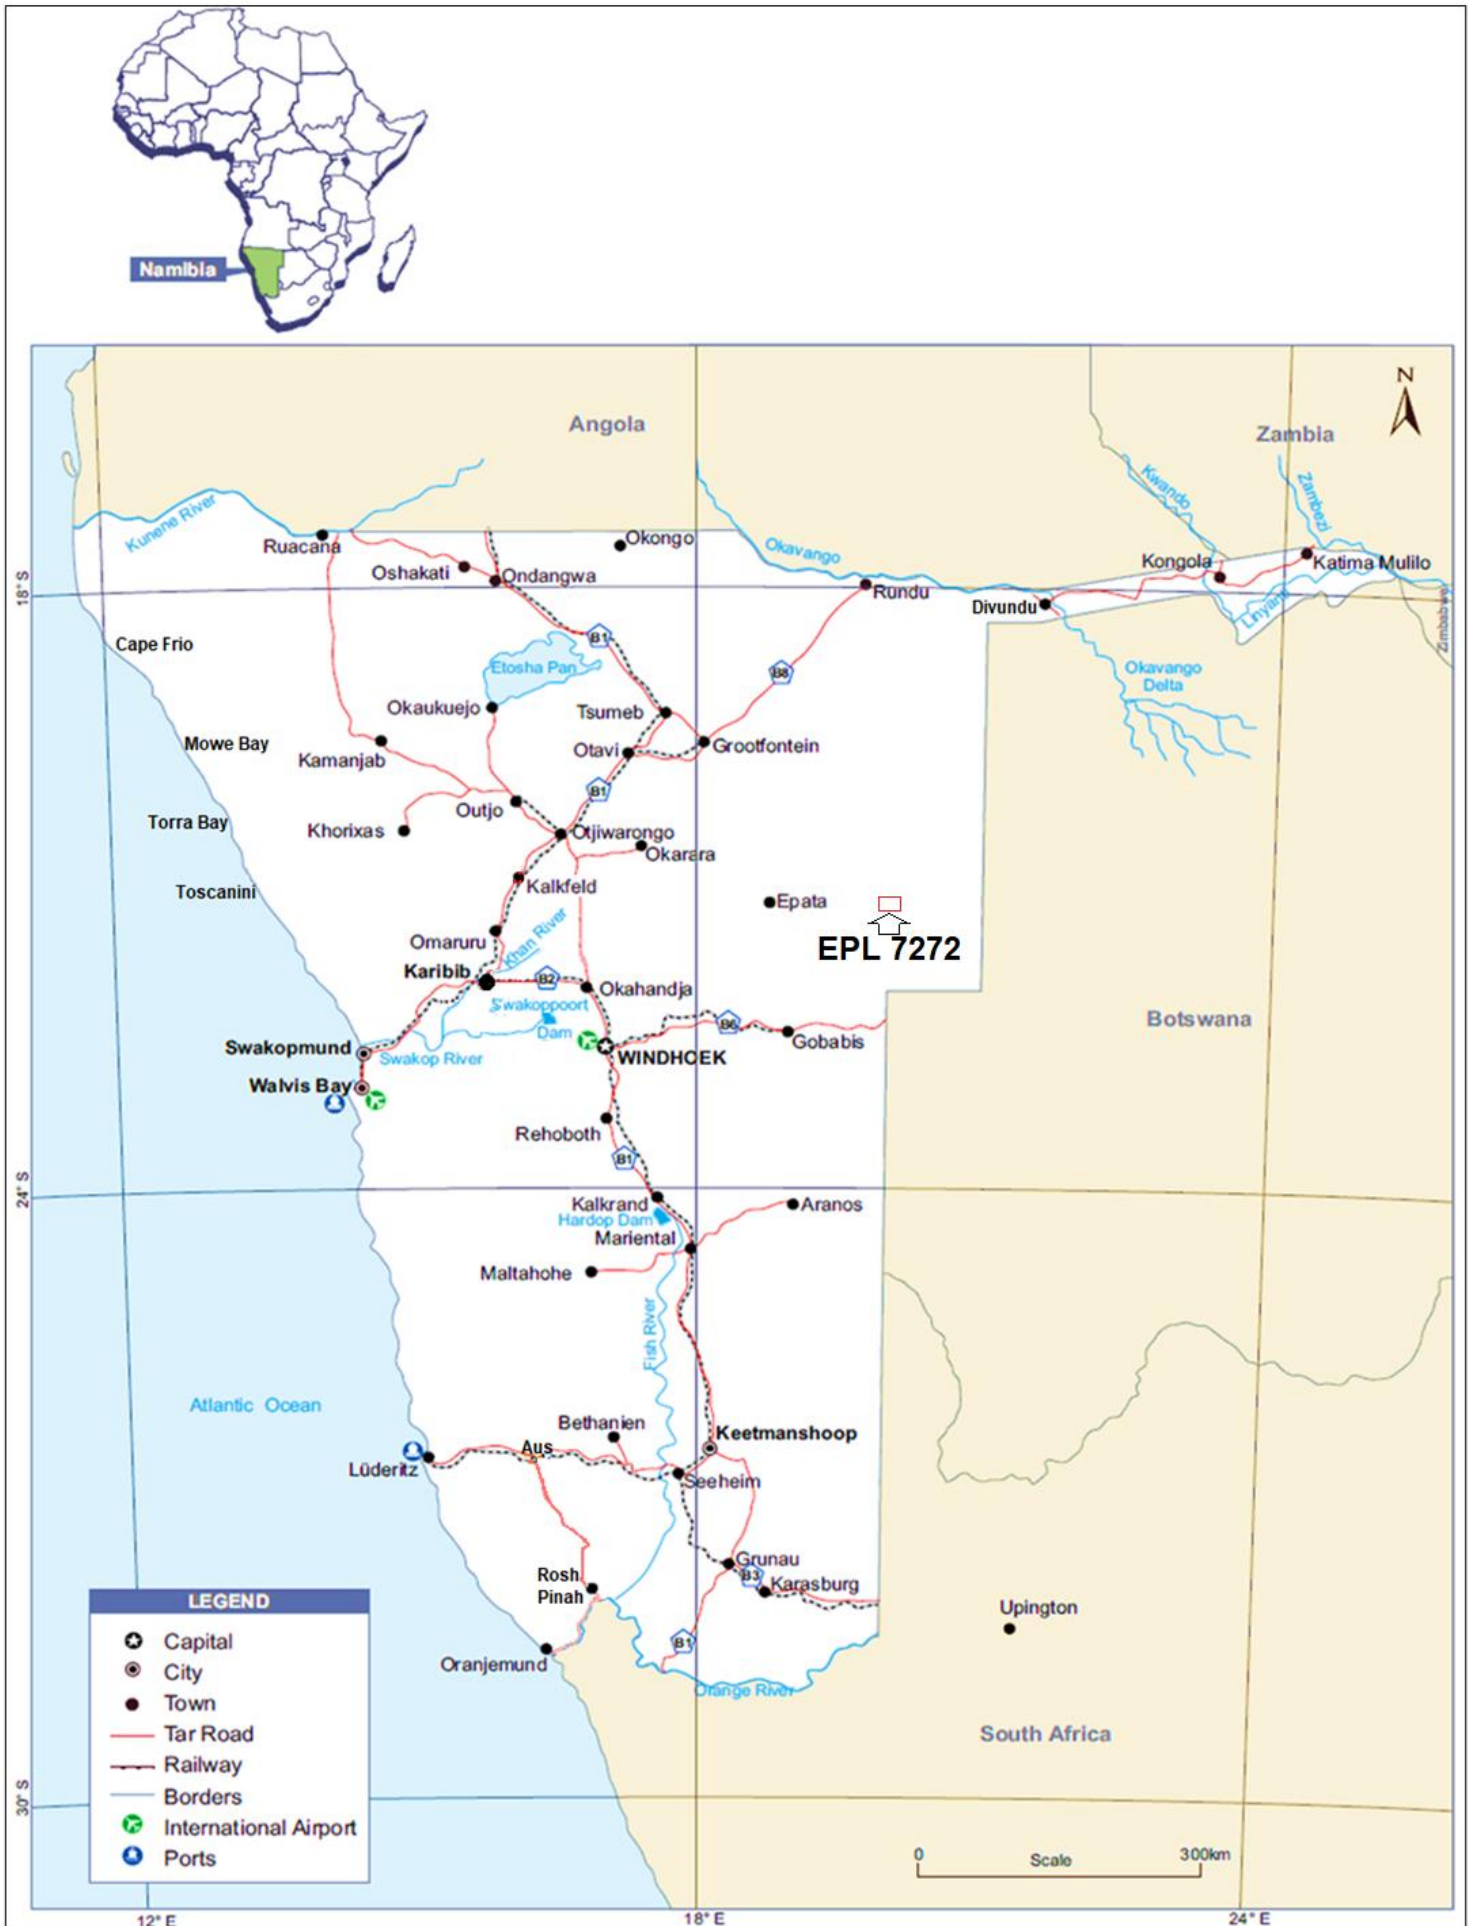 Namibia
N
Angola
Zambia
Kunene River
Kwando
Zambezi
Okavango
Ruacana
Okongo
Oshakati
Ondangwa
Kongola
Katima Mulilo
Rundu
Divundu
Linyanti
18° S
Zimbabwe
Cape Frio
B1
Etosha Pan
B8
Okavango
Delta
Okaukuejo
Tsumeb
Mowe Bay
Kamanjab
Otavi
Grootfontein
B1
Outjo
Torra Bay
Khorixas
Otjiwarongo
Okarara
Toscanini
Kalkfeld
Epata
EPL 7272
Omaruru
Khan River
Karibib
B2
Okahandja
Swakoppoort
Dam
B6
Botswana
Gobabis
Swakopmund
Swakop River
WINDHOEK
Walvis Bay
Rehoboth
B1
24° S
Kalkrand
Aranos
Hardop Dam
Mariental
Maltahohe
Fish River
Atlantic Ocean
Bethanien
Keetmanshoop
Aus
Lüderitz
Seeheim
Grunau
B3
Karasburg
Rosh
Pinah
Upington
B1
Oranjemund
Orange River
South Africa
30° S
LEGEND
Capital
City
Town
Tar Road
Railway
Borders
International Airport
Ports
0
Scale
300km
12° E
18° E
24° E